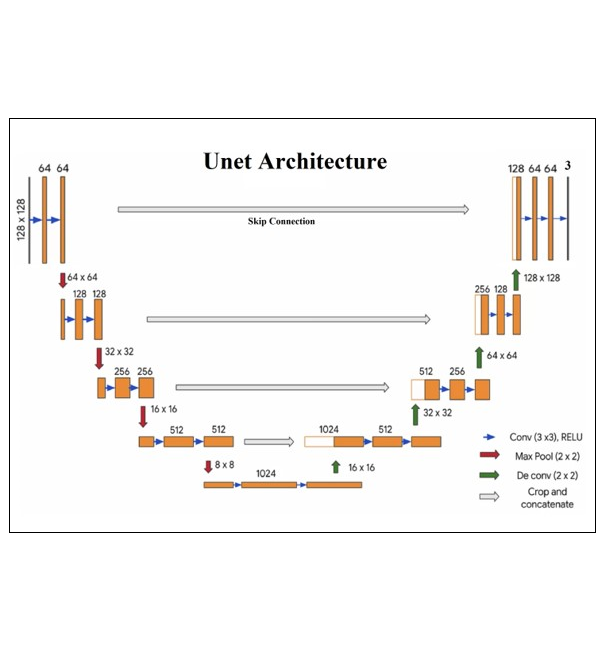 Unet Architecture
64 64
128 x 128
Skip Connection
128 64 64
3
64 x 64
128 x 128
128 128
256 128
32 x 32
64 x 64
256 256
512 256
16 x 16
32 x 32
512 512
1024 512
8 x 8
16 x 16
1024
Conv (3 x3), RELU
Max Pool (2 x 2)
De conv (2 x 2)
Crop and
concatenate